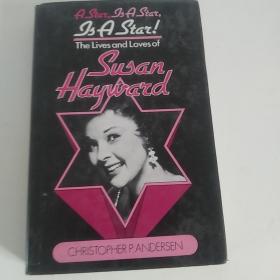 A Star, Is A Star,
Is A Star!
The Lives and Loves of
Susan
Hayward
CHRISTOPHER P. ANDERSEN